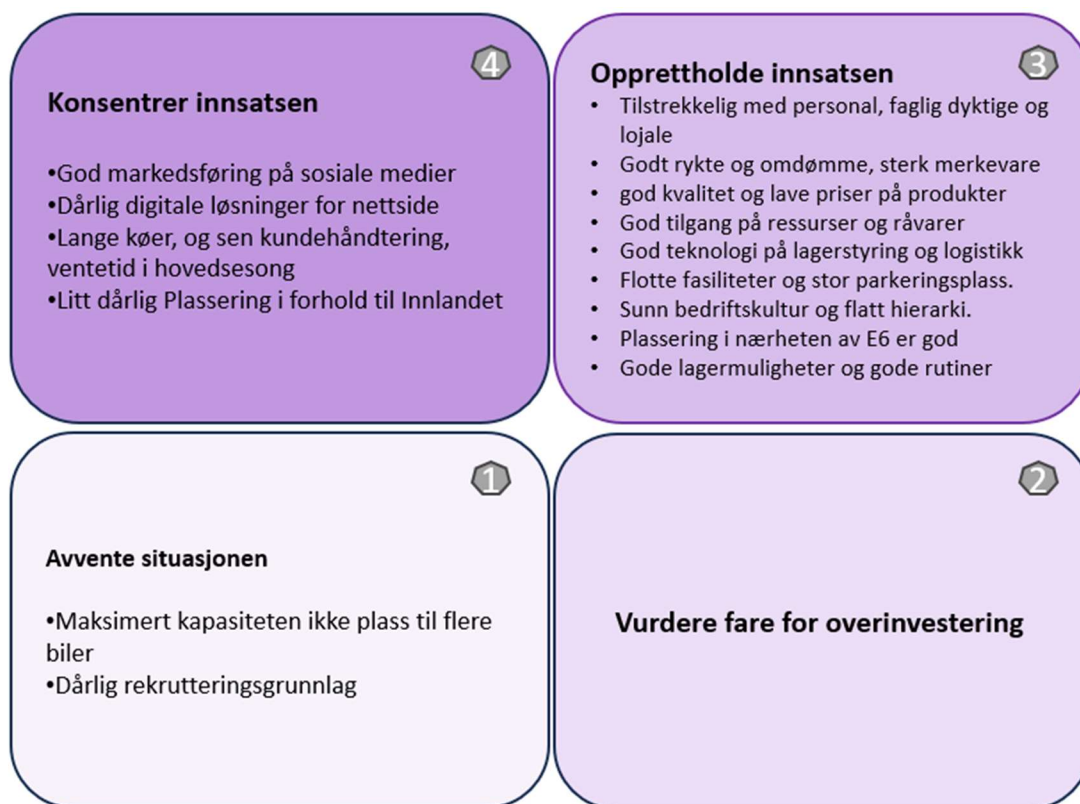 4
Konsentrer innsatsen
•God markedsføring på sosiale medier
•Dårlig digitale løsninger for nettside
•Lange køer, og sen kundehåndtering,
ventetid i hovedsesong
•Litt dårlig Plassering i forhold til Innlandet
3
Opprettholde innsatsen
• Tilstrekkelig med personal, faglig dyktige og
lojale
• Godt rykte og omdømme, sterk merkevare
• god kvalitet og lave priser på produkter
• God tilgang på ressurser og råvarer
• God teknologi på lagerstyring og logistikk
• Flotte fasiliteter og stor parkeringsplass.
• Sunn bedriftskultur og flatt hierarki.
• Plassering i nærheten av E6 er god
• Gode lagermuligheter og gode rutiner
1
Avvente situasjonen
•Maksimert kapasiteten ikke plass til flere
biler
•Dårlig rekrutteringsgrunnlag
2
Vurdere fare for overinvestering